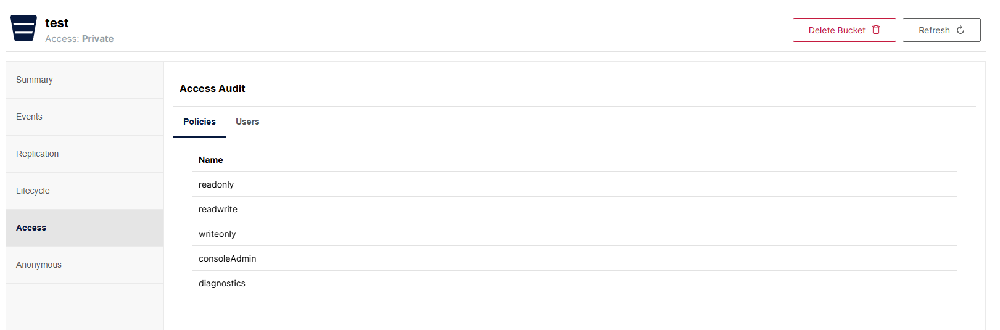 test
Access: Private
Delete Bucket
Refresh
Summary
Events
Replication
Lifecycle
Access
Anonymous
Access Audit
Policies Users
Name
readonly
readwrite
writeonly
consoleAdmin
diagnostics